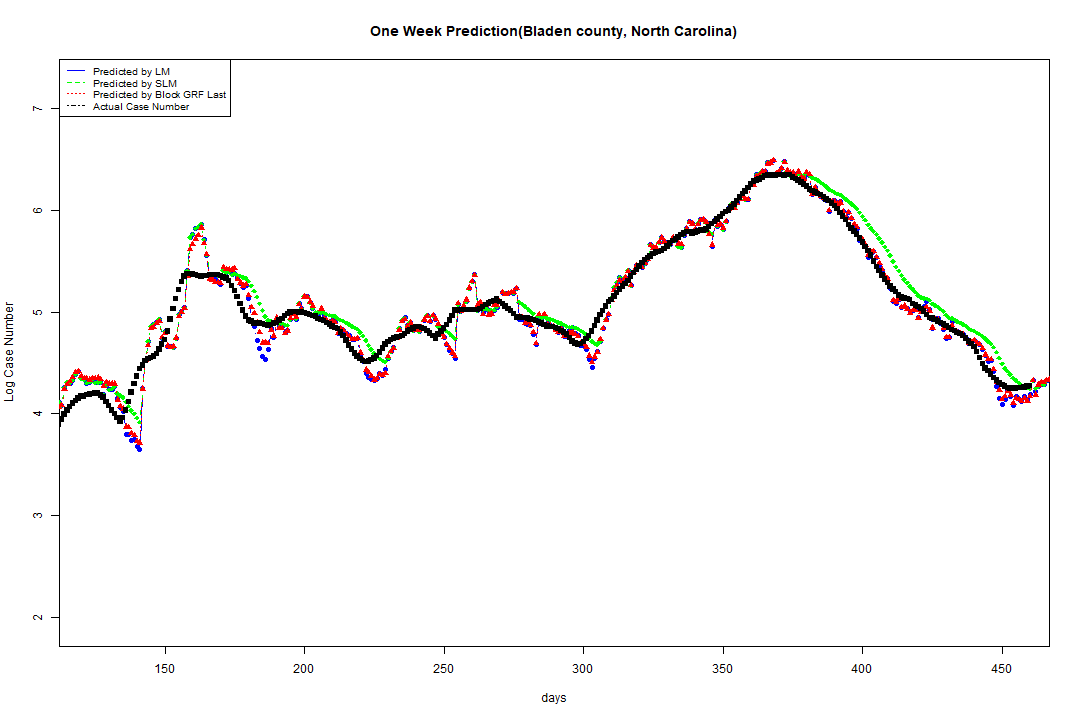 One Week Prediction(Bladen county, North Carolina)
Predicted by LM
Predicted by SLM
Predicted by Block GRF Last
Actual Case Number
7
6
5
4
3
2
Log Case Number
150 200 250 300 350 400 450
days